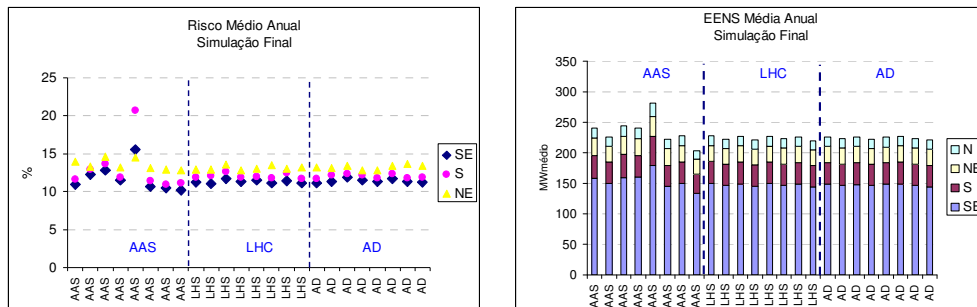 Risco Médio Anual
Simulação Final
25
20
15
10
5
0
%
AAS
LHC
AD
SE
S
NE
AAS AAS AAS AAS AAS AAS AAS AAS LHS LHS LHS LHS LHS LHS LHS LHS AD AD AD AD AD AD AD AD
EENS Média Anual
Simulação Final
350
300
250
200
150
100
50
0
MWmédio
AAS
LHC
AD
N
NE
S
SE
AAS AAS AAS AAS AAS AAS AAS AAS LHS LHS LHS LHS LHS LHS LHS LHS AD AD AD AD AD AD AD AD